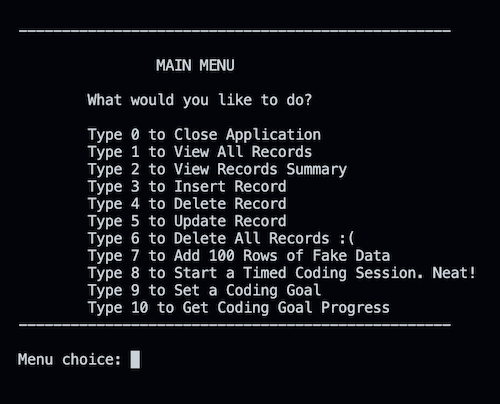 MAIN MENU
What would you like to do?
Type 0 to Close Application
Type 1 to View All Records
Type 2 to View Records Summary
Type 3 to Insert Record
Type 4 to Delete Record
Type 5 to Update Record
Type 6 to Delete All Records :(
Type 7 to Add 100 Rows of Fake Data
Type 8 to Start a Timed Coding Session. Neat!
Type 9 to Set a Coding Goal
Type 10 to Get Coding Goal Progress
Menu choice: